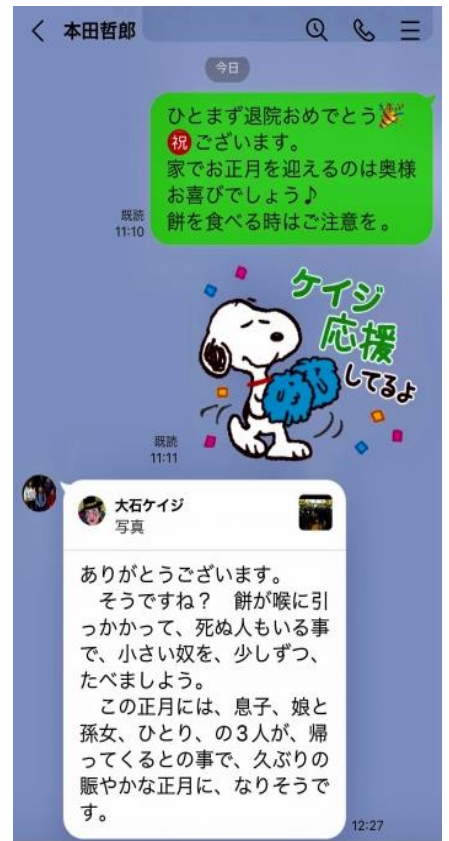 本田哲郎
今日
ひとまず退院おめでとう🎉
㊗ございます。
家でお正月を迎えるのは奥様
お喜びでしょう♪
餅を食べる時はご注意を。
既読
11:10
ケイジ
応援
してるよ
既読
11:11
大石ケイジ
写真
ありがとうございます。
　そうですね？　餅が喉に引
っかかって、死ぬ人もいる事
で、小さい奴を、少しずつ、
たべましよう。
　この正月には、息子、娘と
孫女、ひとり、の3人が、帰
ってくるとの事で、久ぶりの
賑やかな正月に、なりそうで
す。
12:27